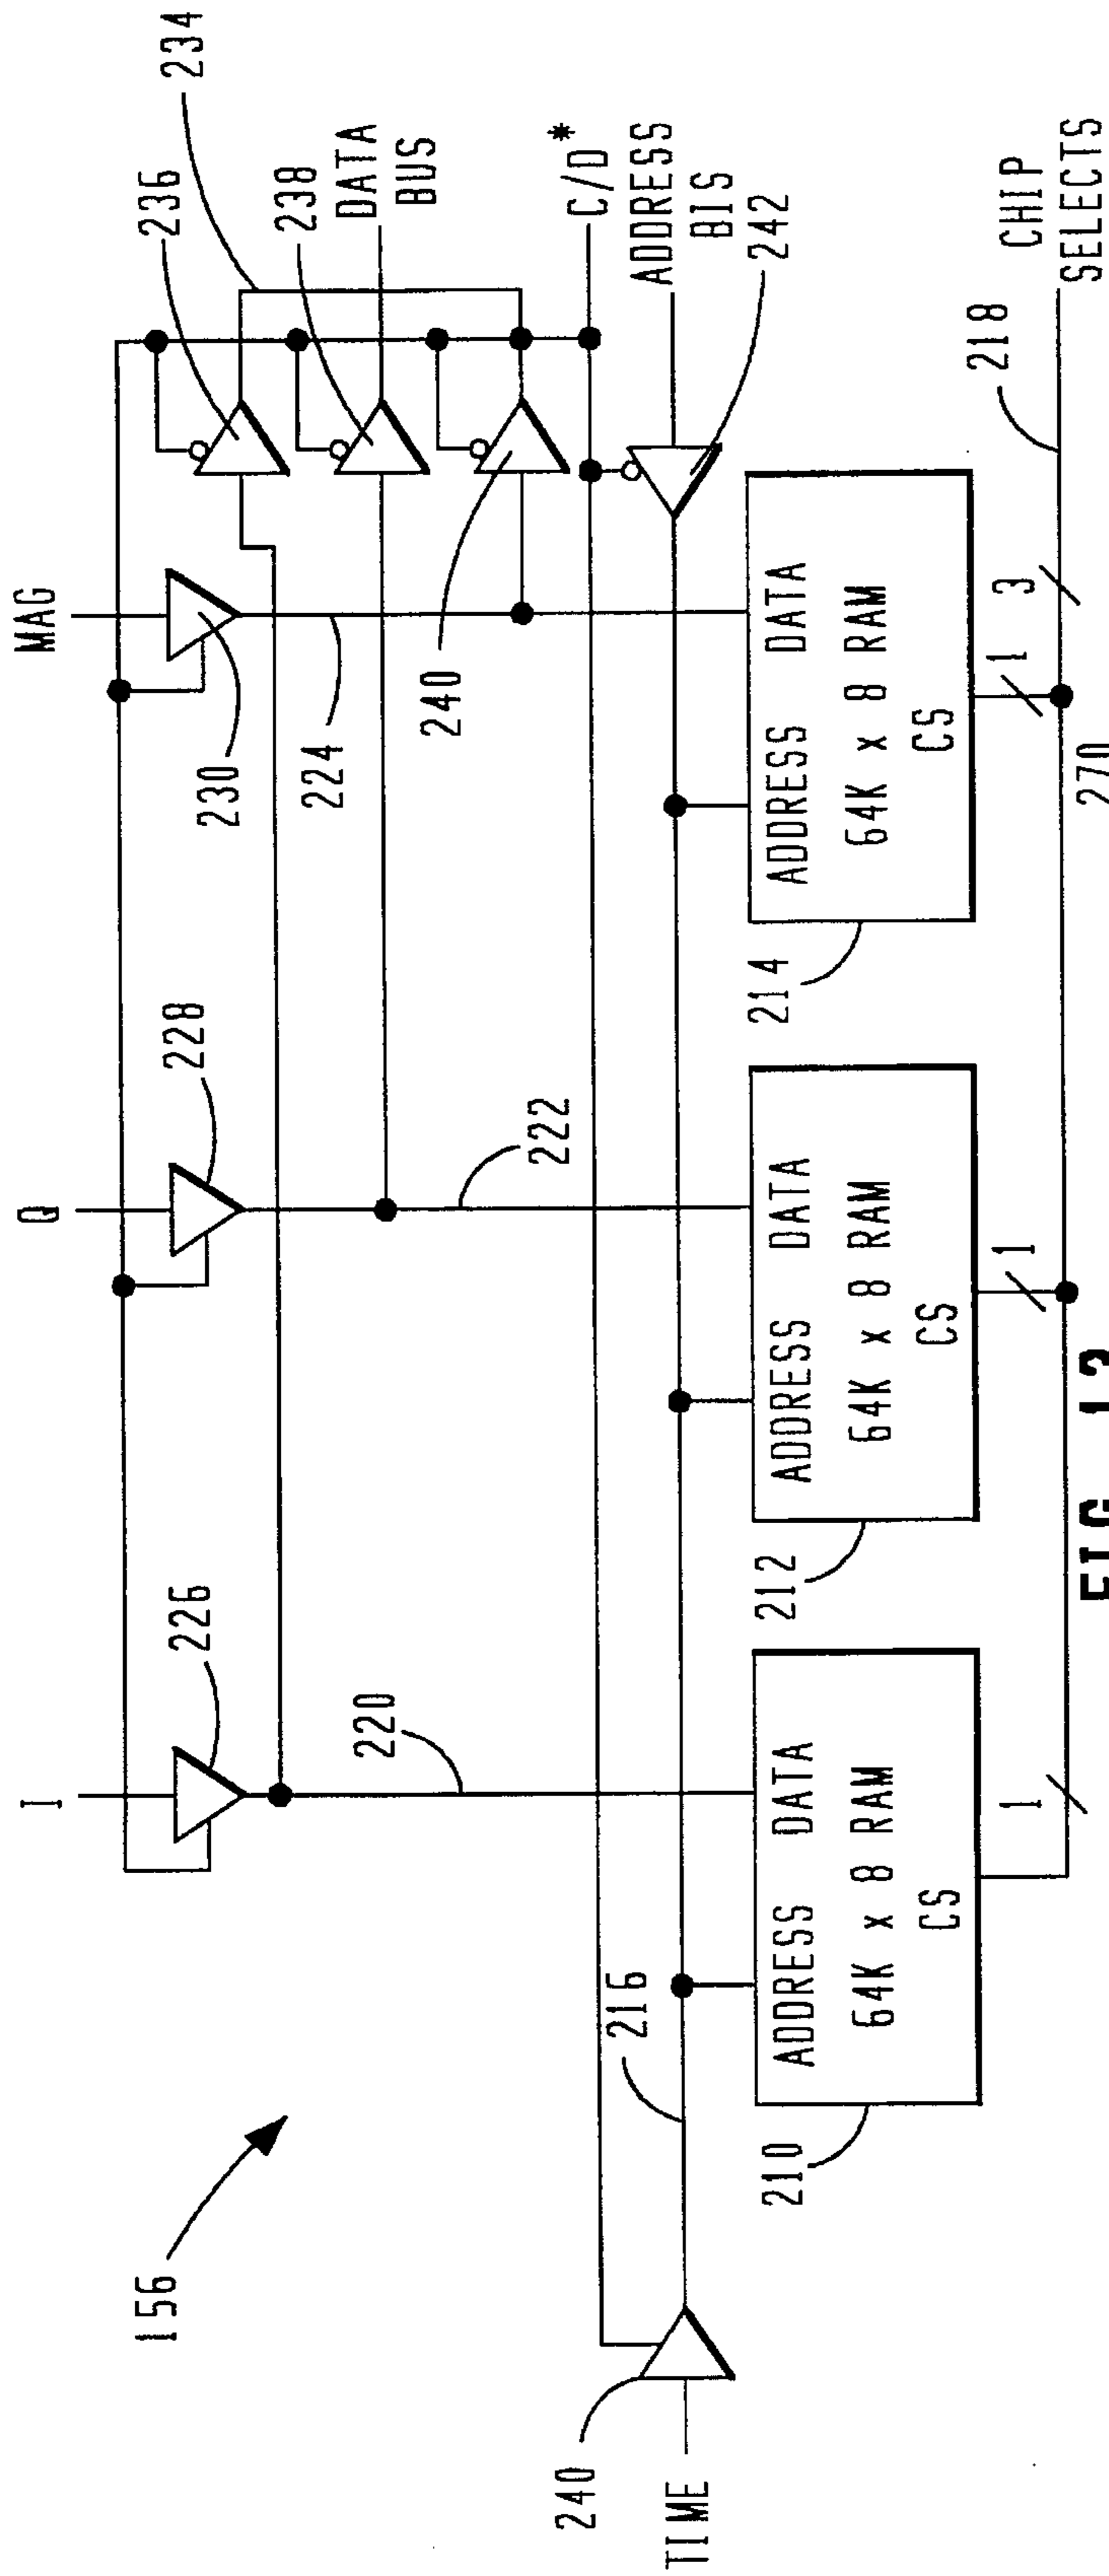 156
I
226
220
Q
228
222
MAG
230
224
240
236
234
238
DATA
BUS
C/D*
ADDRESS
BIS
242
TIME
240
216
210
ADDRESS DATA
64K x 8 RAM
CS
1
212
ADDRESS DATA
64K x 8 RAM
CS
1
214
ADDRESS DATA
64K x 8 RAM
CS
1
3
218
CHIP
SELECTS
270